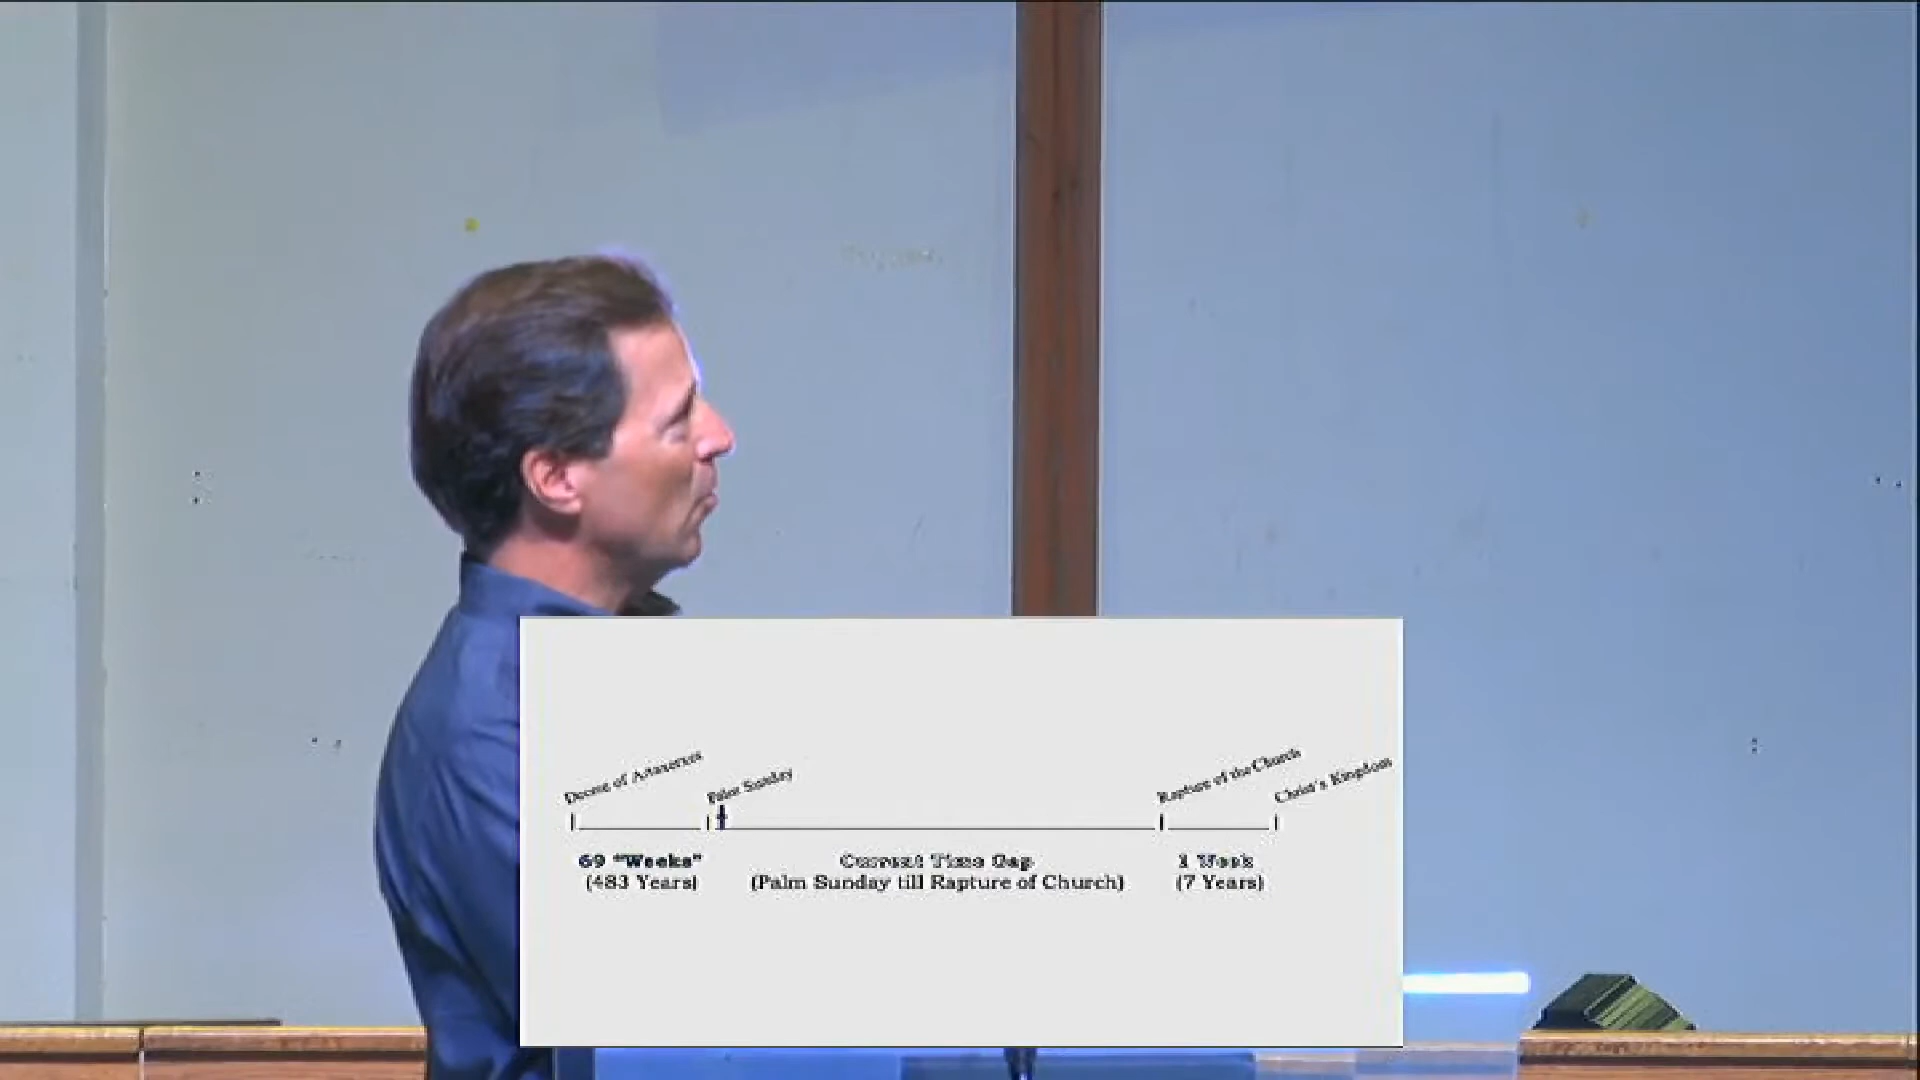 Decree of Artaxerxes
Palm Sunday
Rapture of the Church
Christ's Kingdom
69 "Weeks"
(483 Years)
Current Time Gap
(Palm Sunday till Rapture of Church)
1 Week
(7 Years)